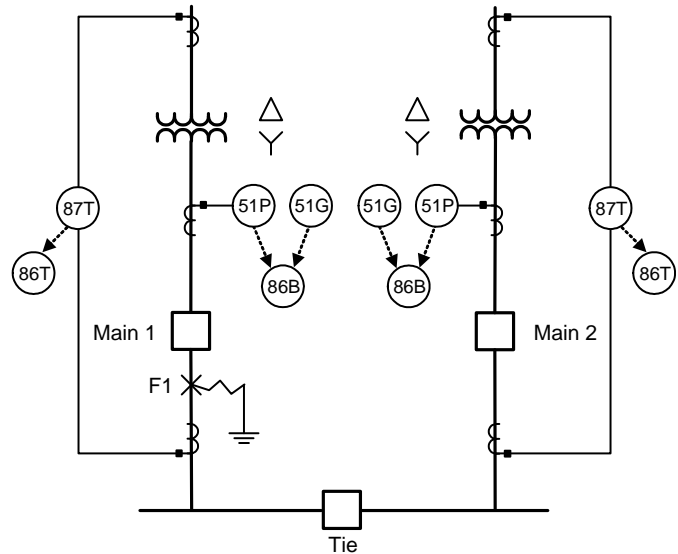 51P 51G 51G 51P
87T 87T
86T 86B 86B 86T
Main 1 Main 2
F1
Tie